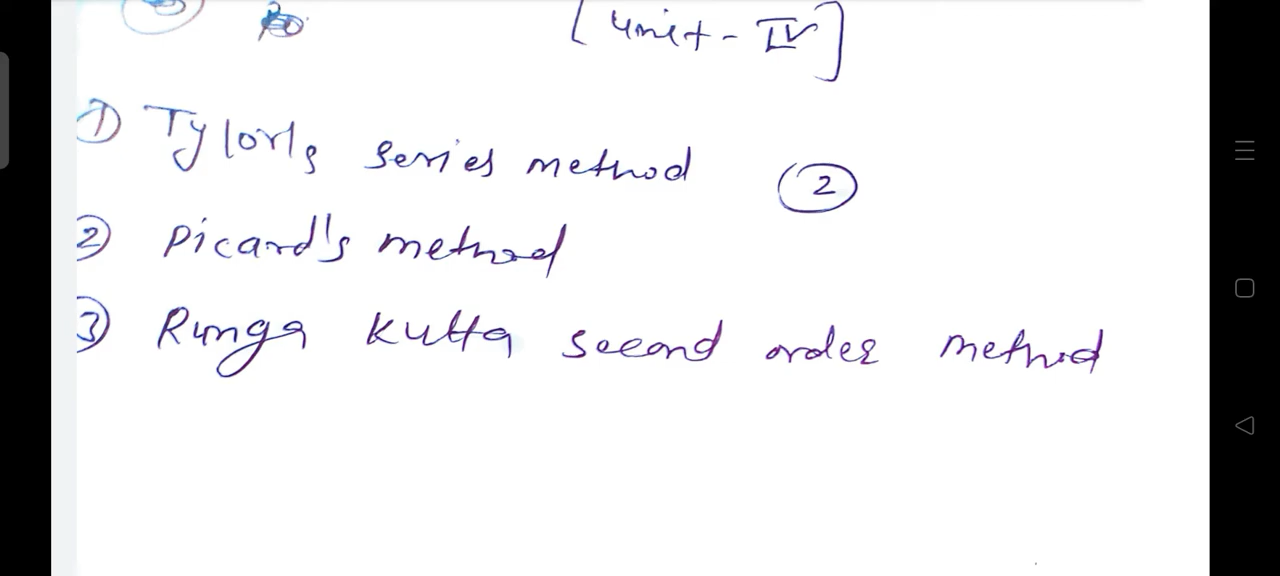 [Unit - IV]
① Tylor's series method ②
② Picard's method
③ Runga kutta second order method